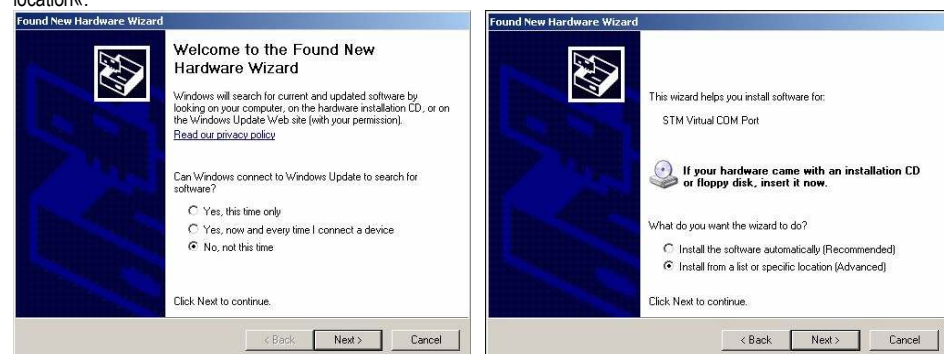 location«.
Found New Hardware Wizard
Welcome to the Found New
Hardware Wizard
Windows will search for current and updated software by
looking on your computer, on the hardware installation CD, or on
the Windows Update Web site (with your permission).
Read our privacy policy
Can Windows connect to Windows Update to search for
software?
Yes, this time only
Yes, now and every time I connect a device
No, not this time
Click Next to continue.
< Back
Next >
Cancel
Found New Hardware Wizard
This wizard helps you install software for:
STM Virtual COM Port
If your hardware came with an installation CD
or floppy disk, insert it now.
What do you want the wizard to do?
Install the software automatically (Recommended)
Install from a list or specific location (Advanced)
Click Next to continue.
< Back
Next >
Cancel